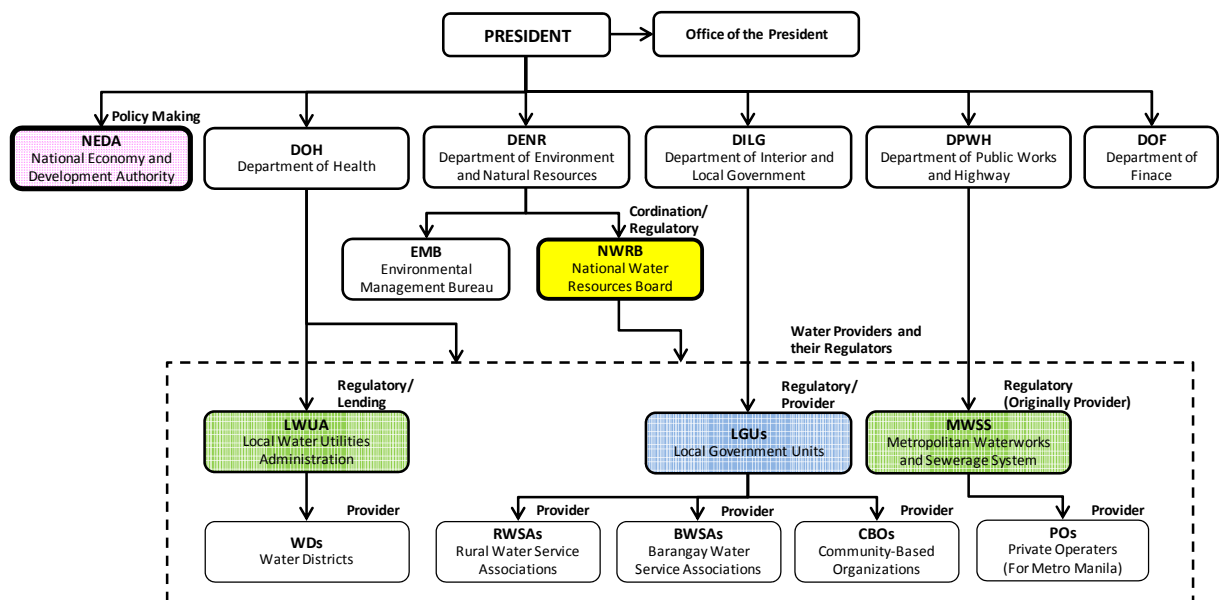 PRESIDENT
Office of the President
Policy Making
NEDA
National Economy and
Development Authority
DOH
Department of Health
DENR
Department of Environment
and Natural Resources
DILG
Department of Interior and
Local Government
DPWH
Department of Public Works
and Highway
DOF
Department of
Finace
EMB
Environmental
Management Bureau
Cordination/
Regulatory
NWRB
National Water
Resources Board
Water Providers and
their Regulators
Regulatory/
Lending
LWUA
Local Water Utilities
Administration
Regulatory/
Provider
LGUs
Local Government Units
Regulatory
(Originally Provider)
MWSS
Metropolitan Waterworks
and Sewerage System
Provider
WDs
Water Districts
Provider
RWSAs
Rural Water Service
Associations
Provider
BWSAs
Barangay Water
Service Associations
Provider
CBOs
Community-Based
Organizations
Provider
POs
Private Operaters
(For Metro Manila)